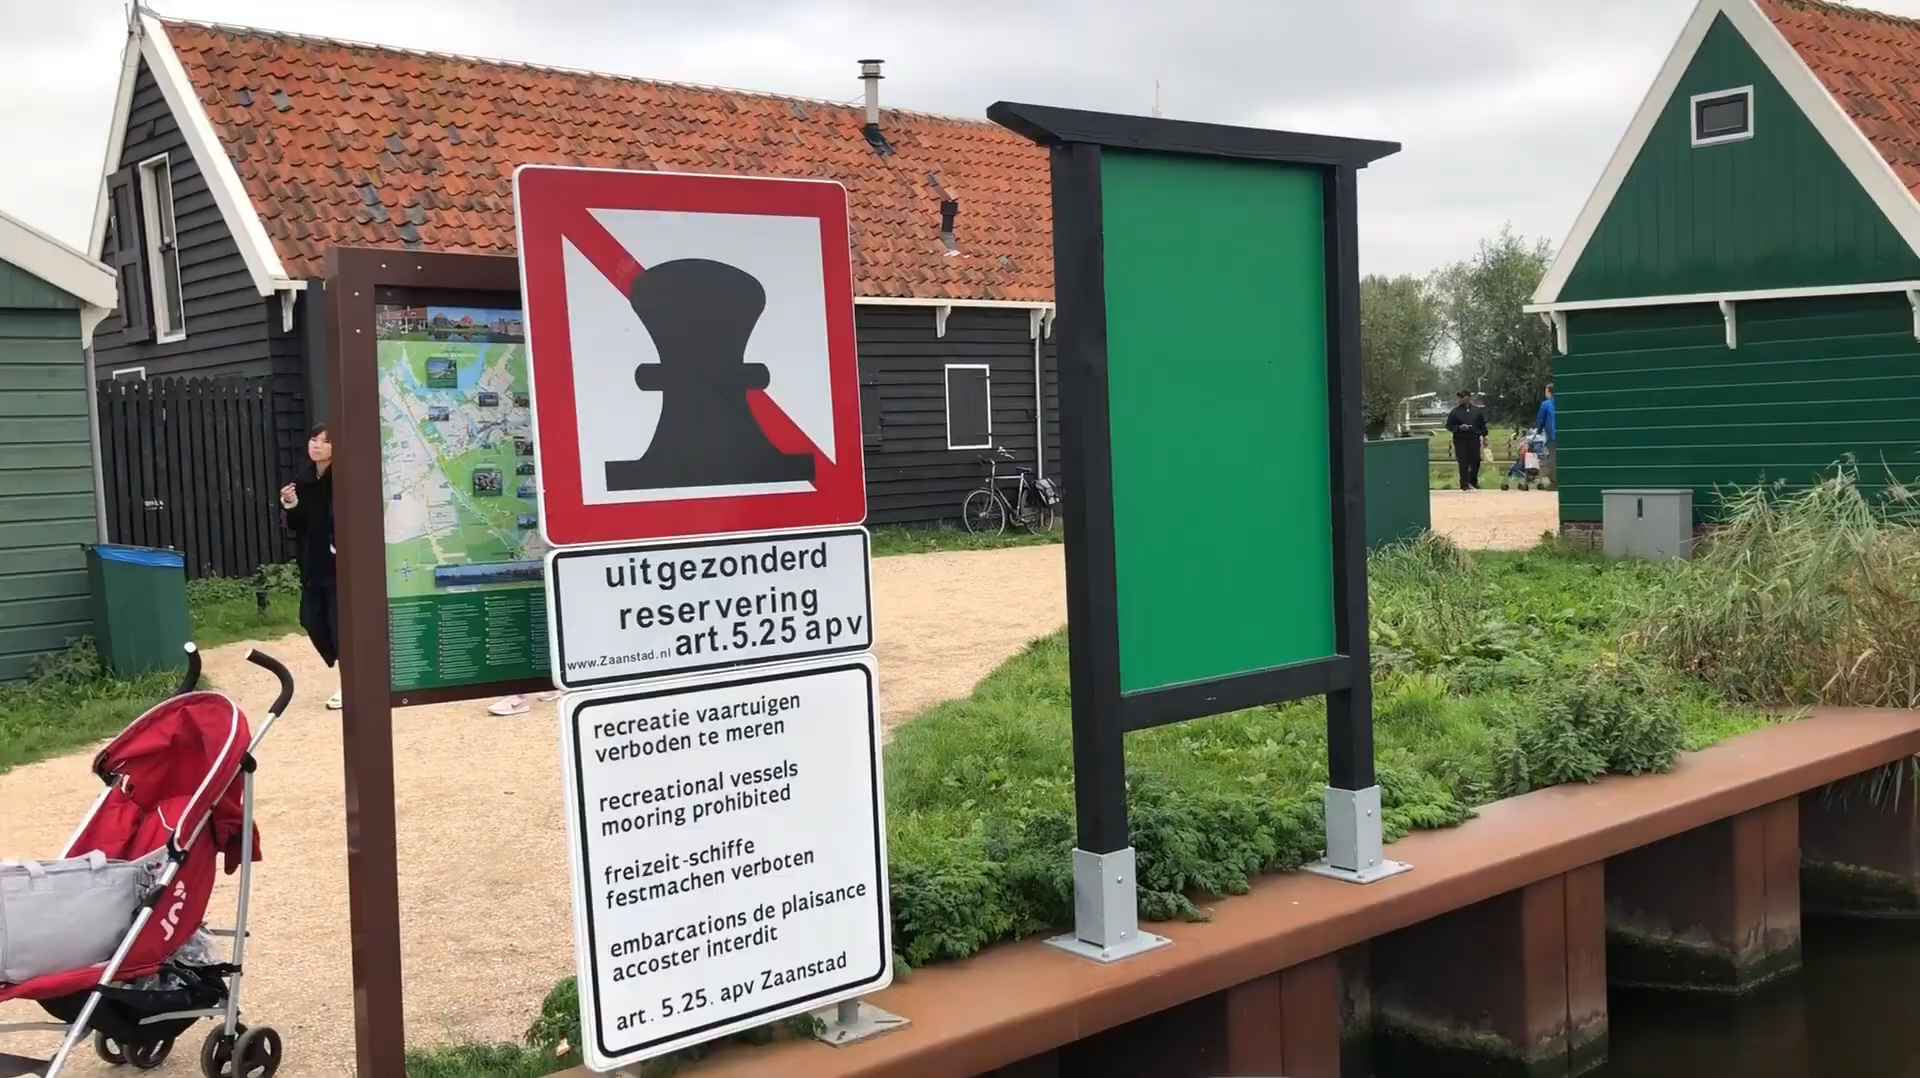 uitgezonderd
reservering
art.5.25 apv
www.Zaanstad.nl
recreatie vaartuigen
verboden te meren
recreational vessels
mooring prohibited
freizeit-schiffe
festmachen verboten
embarcations de plaisance
accoster interdit
art. 5.25. apv Zaanstad